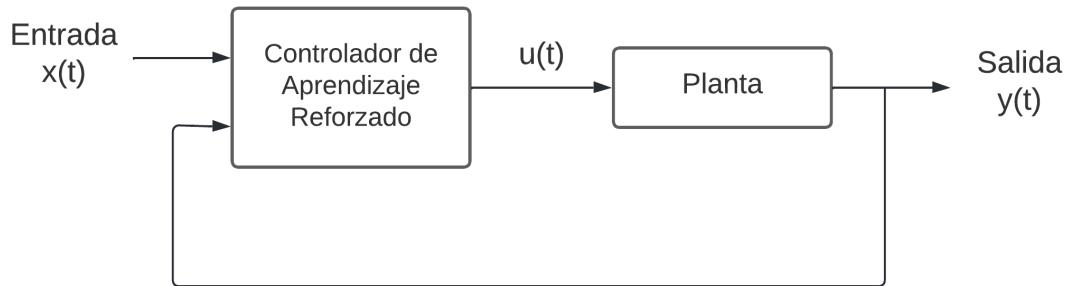 Entrada
x(t)
Controlador de
Aprendizaje
Reforzado
u(t)
Planta
Salida
y(t)